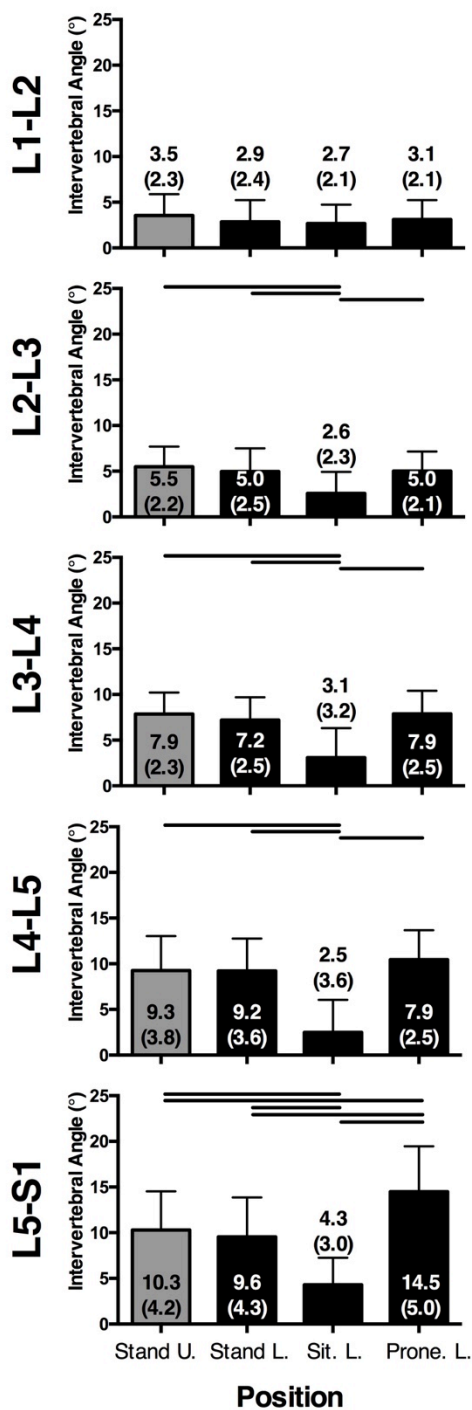 L1-L2
Intervertebral Angle (°)
25
20
15
10
5
0
3.5 2.9 2.7 3.1
(2.3) (2.4) (2.1) (2.1)
L2-L3
Intervertebral Angle (°)
25
20
15
10
5
0
2.6
(2.3)
5.5 5.0 5.0
(2.2) (2.5) (2.1)
L3-L4
Intervertebral Angle (°)
25
20
15
10
5
0
3.1
(3.2)
7.9 7.2 7.9
(2.3) (2.5) (2.5)
L4-L5
Intervertebral Angle (°)
25
20
15
10
5
0
2.5
(3.6)
9.3 9.2 7.9
(3.8) (3.6) (2.5)
L5-S1
Intervertebral Angle (°)
25
20
15
10
5
0
4.3
(3.0)
10.3 9.6 14.5
(4.2) (4.3) (5.0)
Stand U. Stand L. Sit. L. Prone. L.
Position